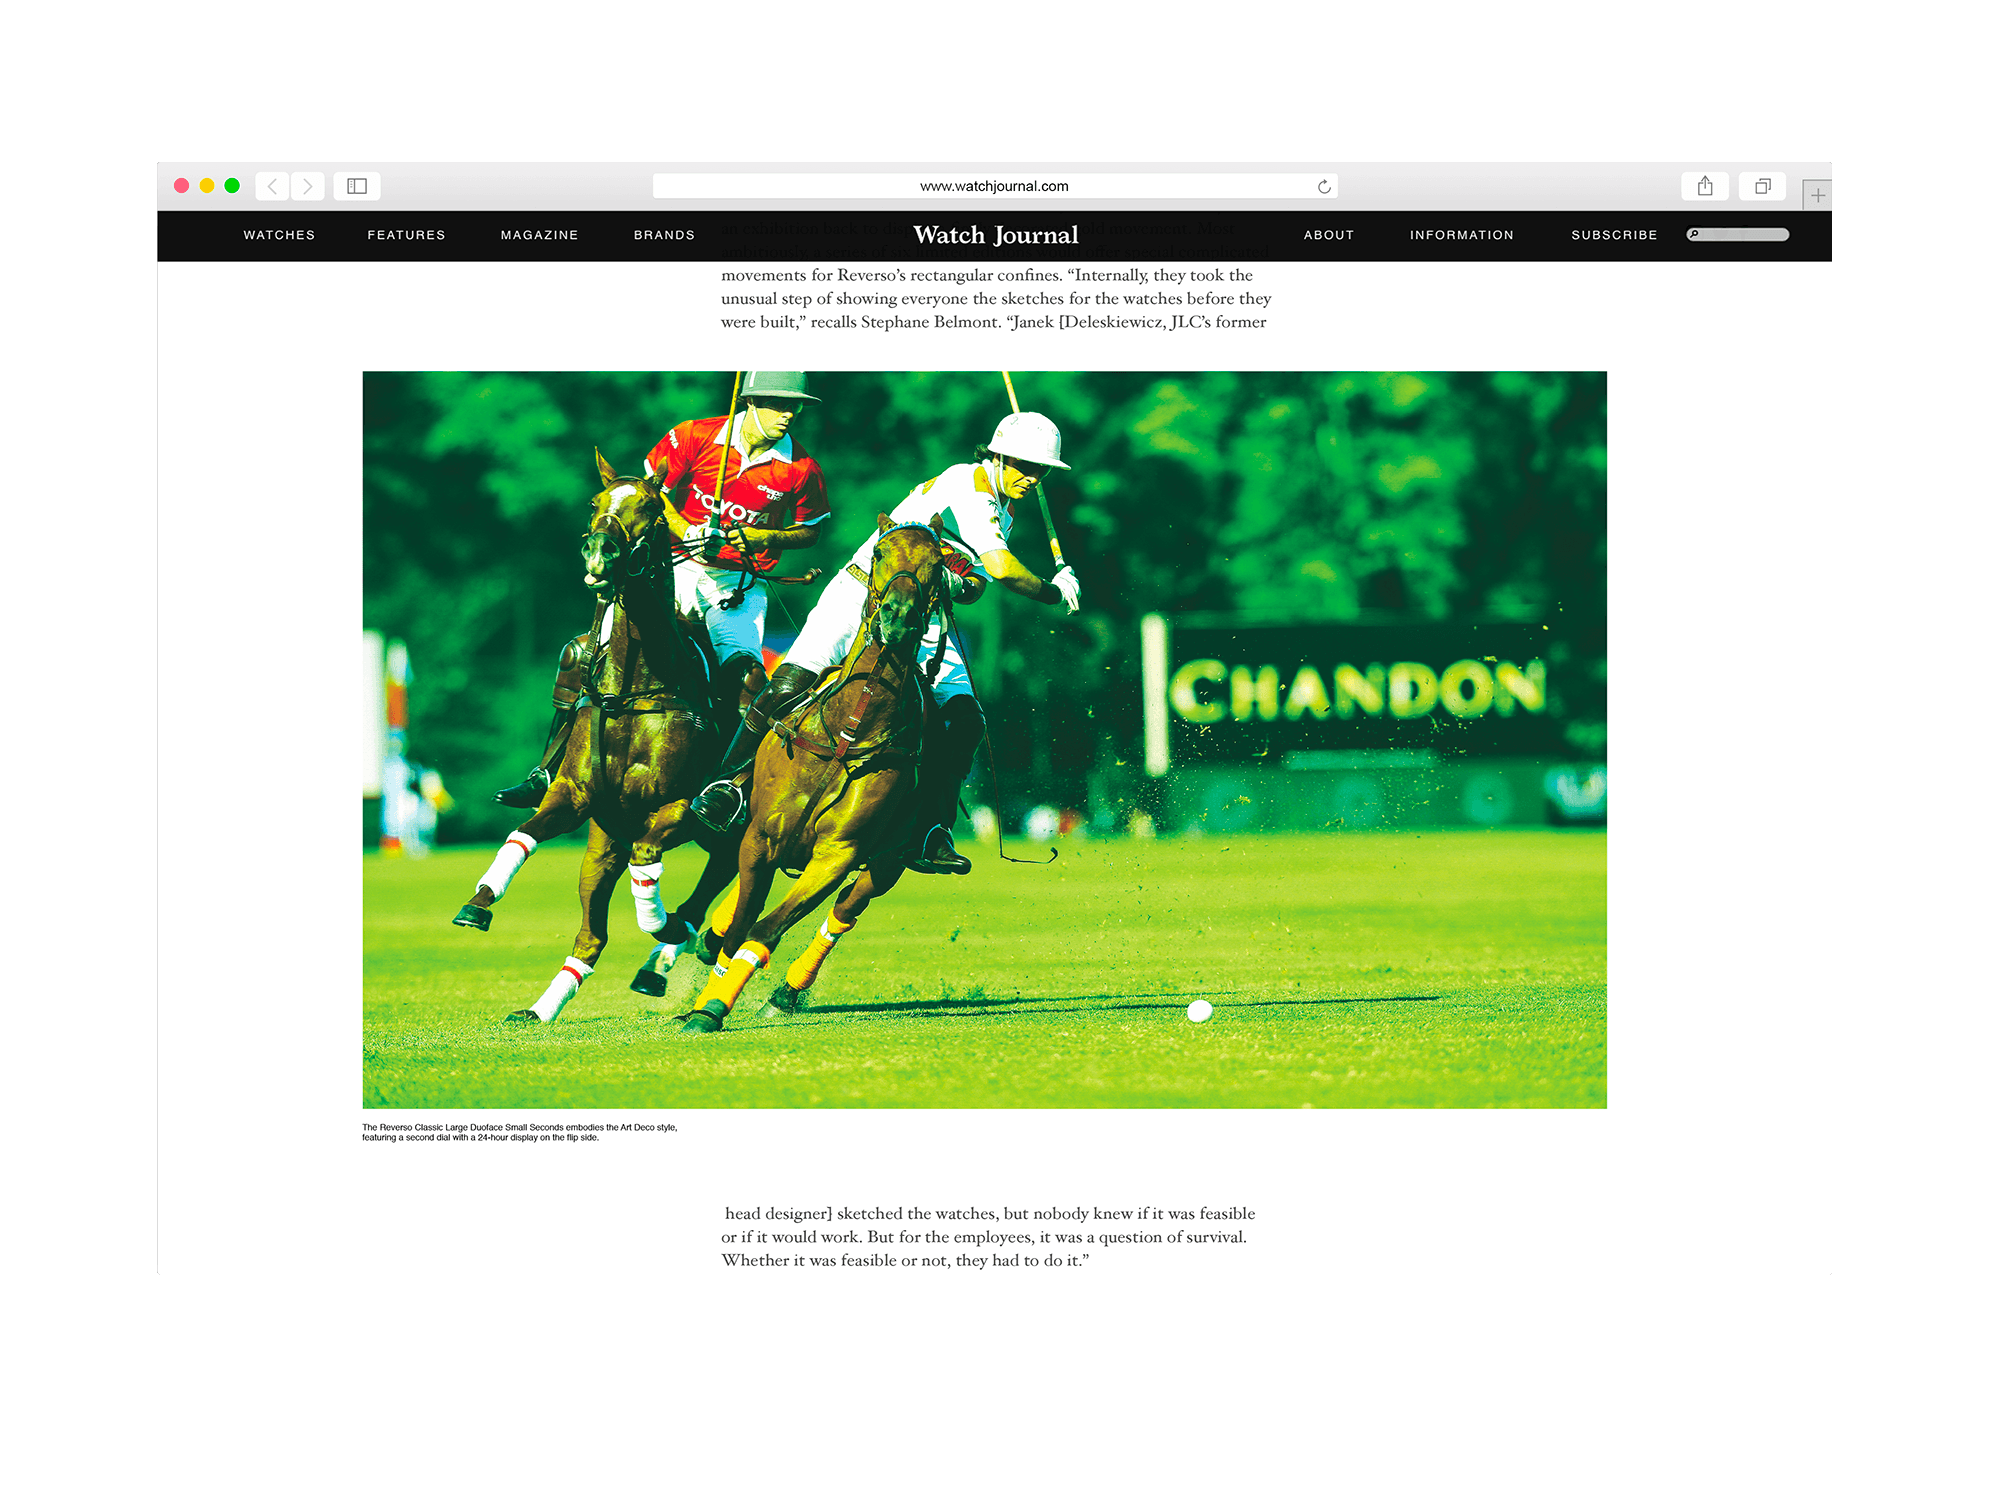 www.watchjournal.com
WATCHES FEATURES MAGAZINE BRANDS Watch Journal ABOUT INFORMATION SUBSCRIBE
movements for Reverso’s rectangular confines. “Internally, they took the
unusual step of showing everyone the sketches for the watches before they
were built,” recalls Stephane Belmont. “Janek [Deleskiewicz, JLC’s former
TOYOTA
CHANDON
The Reverso Classic Large Duoface Small Seconds embodies the Art Deco style,
featuring a second dial with a 24-hour display on the flip side.
head designer] sketched the watches, but nobody knew if it was feasible
or if it would work. But for the employees, it was a question of survival.
Whether it was feasible or not, they had to do it.”